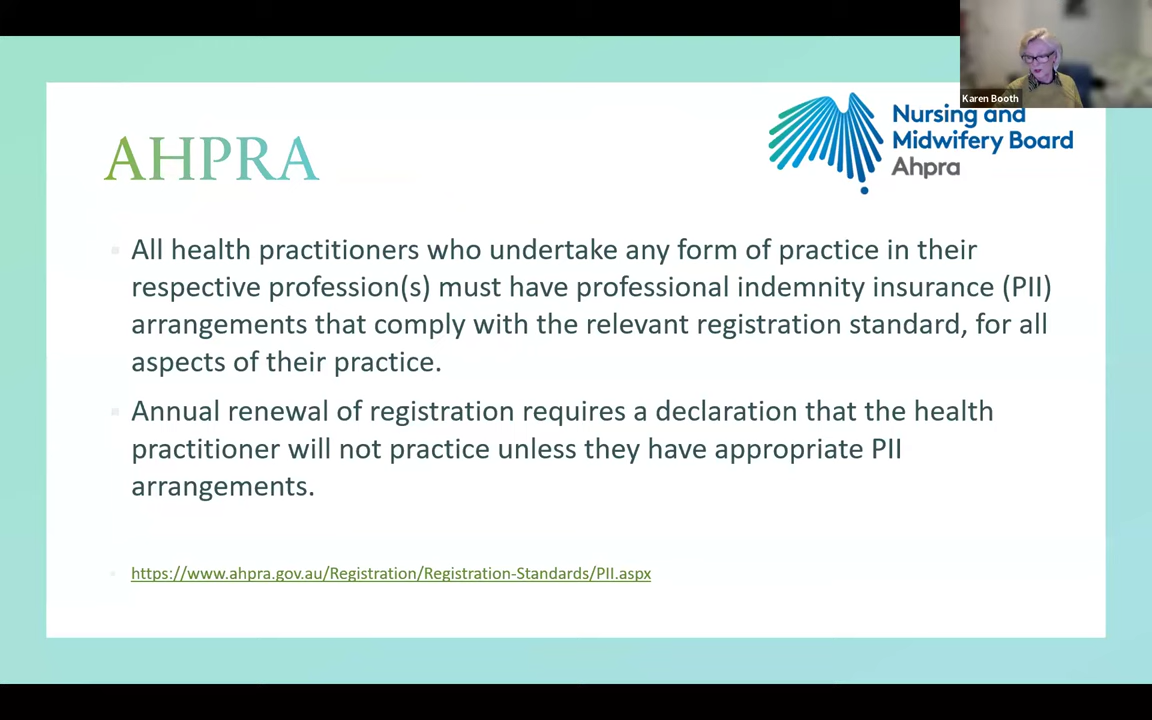 Karen Booth
AHPRA
Nursing and
Midwifery Board
Ahpra
All health practitioners who undertake any form of practice in their
respective profession(s) must have professional indemnity insurance (PII)
arrangements that comply with the relevant registration standard, for all
aspects of their practice.
Annual renewal of registration requires a declaration that the health
practitioner will not practice unless they have appropriate PII
arrangements.
https://www.ahpra.gov.au/Registration/Registration-Standards/PII.aspx